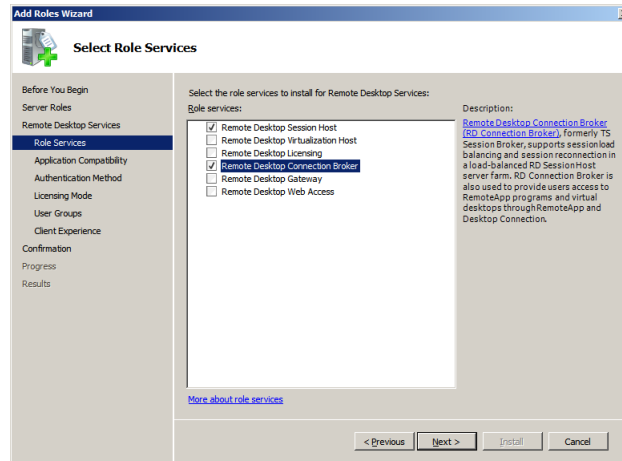 Add Roles Wizard
Select Role Services
Before You Begin
Server Roles
Remote Desktop Services
Role Services
Application Compatibility
Authentication Method
Licensing Mode
User Groups
Client Experience
Confirmation
Progress
Results
Select the role services to install for Remote Desktop Services:
Role services:
Remote Desktop Session Host
Remote Desktop Virtualization Host
Remote Desktop Licensing
Remote Desktop Connection Broker
Remote Desktop Gateway
Remote Desktop Web Access
More about role services
Description:
Remote Desktop Connection Broker
(RD Connection Broker), formerly TS
Session Broker, supports session load
balancing and session reconnection in
a load-balanced RD Session Host
server farm. RD Connection Broker is
also used to provide users access to
RemoteApp programs and virtual
desktops through RemoteApp and
Desktop Connection.
< Previous
Next >
Install
Cancel